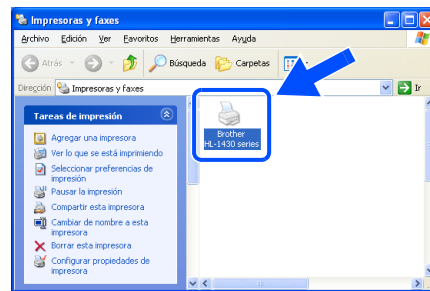 Impresoras y faxes
Archivo Edición Ver Favoritos Herramientas Ayuda
Atrás Búsqueda Carpetas
Dirección Impresoras y faxes Ir
Tareas de impresión
Agregar una impresora
Ver lo que se está imprimiendo
Seleccionar preferencias de
impresión
Pausar la impresión
Compartir esta impresora
Cambiar de nombre a esta
impresora
Borrar esta impresora
Configurar propiedades de
impresora
Brother
HL-1430 series